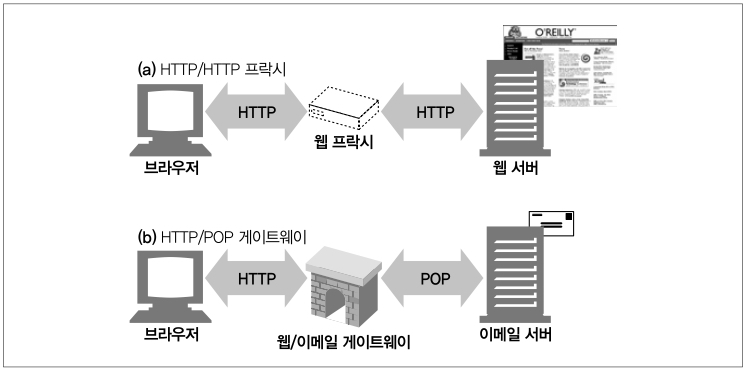 O'REILLY
(a) HTTP/HTTP 프락시
HTTP
HTTP
브라우저
웹 프락시
웹 서버
(b) HTTP/POP 게이트웨이
HTTP
POP
브라우저
웹/이메일 게이트웨이
이메일 서버